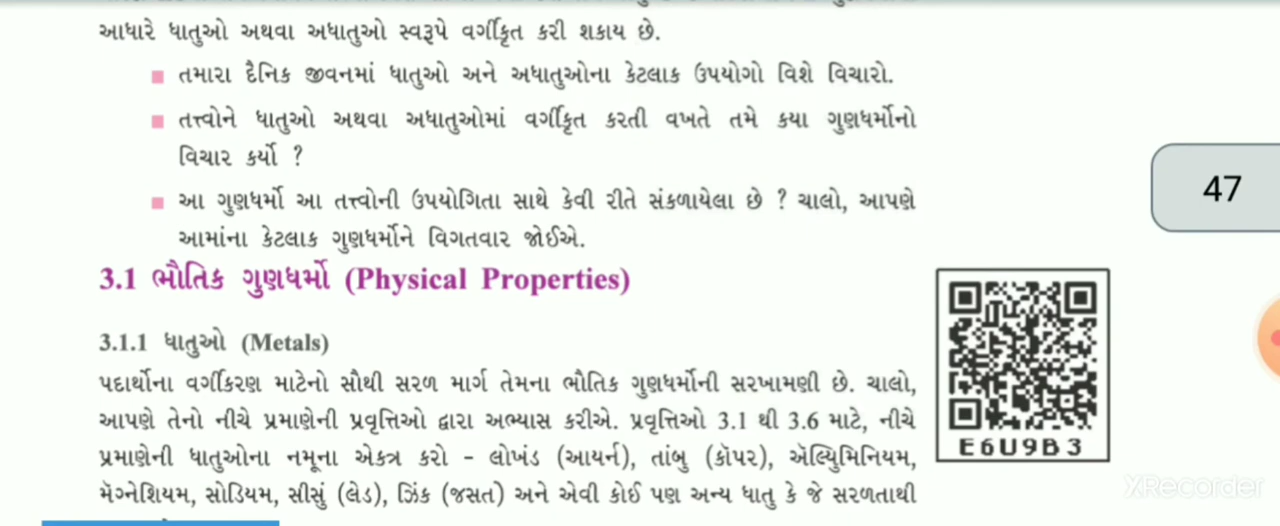 આધારે ધાતુઓ અથવા અધાતુઓ સ્વરૂપે વર્ગીકૃત કરી શકાય છે.
તમારા દૈનિક જીવનમાં ધાતુઓ અને અધાતુઓના કેટલાક ઉપયોગો વિશે વિચારો.
તત્ત્વોને ધાતુઓ અથવા અધાતુઓમાં વર્ગીકૃત કરતી વખતે તમે કયા ગુણધર્મોનો
વિચાર કર્યો ?
આ ગુણધર્મો આ તત્ત્વોની ઉપયોગિતા સાથે કેવી રીતે સંકળાયેલા છે ? ચાલો, આપણે
આમાંના કેટલાક ગુણધર્મોને વિગતવાર જોઈએ.
47
3.1 ભૌતિક ગુણધર્મો (Physical Properties)
3.1.1 ધાતુઓ (Metals)
પદાર્થોના વર્ગીકરણ માટેનો સૌથી સરળ માર્ગ તેમના ભૌતિક ગુણધર્મોની સરખામણી છે. ચાલો,
આપણે તેનો નીચે પ્રમાણેની પ્રવૃત્તિઓ દ્વારા અભ્યાસ કરીએ. પ્રવૃત્તિઓ 3.1 થી 3.6 માટે, નીચે
પ્રમાણેની ધાતુઓના નમૂના એકત્ર કરો – લોખંડ (આયર્ન), તાંબુ (કૉપર), ઍલ્યુમિનિયમ,
મૅગ્નેશિયમ, સોડિયમ, સીસું (લેડ), ઝિંક (જસત) અને એવી કોઈ પણ અન્ય ધાતુ કે જે સરળતાથી
E6U9B3
XRecorder